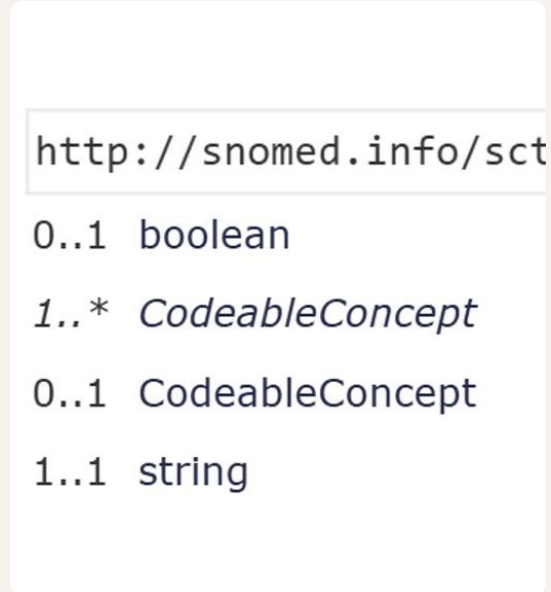 http://snomed.info/sct
0..1 boolean
1..* CodeableConcept
0..1 CodeableConcept
1..1 string